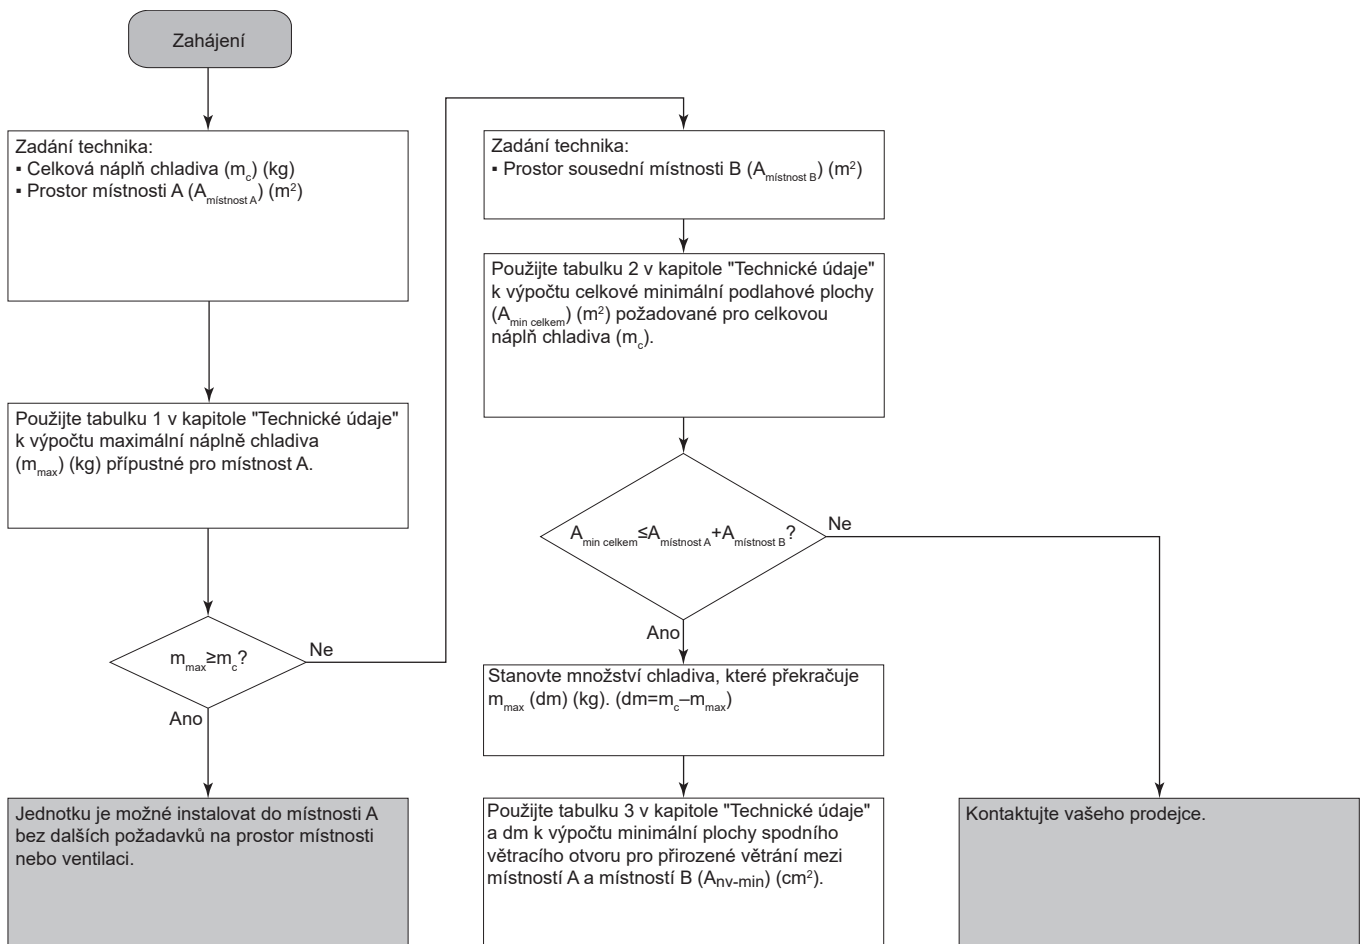 Zahájení
Zadání technika:
▪ Celková náplň chladiva (mc) (kg)
▪ Prostor místnosti A (Amístnost A) (m²)
Použijte tabulku 1 v kapitole "Technické údaje"
k výpočtu maximální náplně chladiva
(mmax) (kg) přípustné pro místnost A.
mmax≥mc?
Ne
Ano
Jednotku je možné instalovat do místnosti A
bez dalších požadavků na prostor místnosti
nebo ventilaci.
Zadání technika:
▪ Prostor sousední místnosti B (Amístnost B) (m²)
Použijte tabulku 2 v kapitole "Technické údaje"
k výpočtu celkové minimální podlahové plochy
(Amin celkem) (m²) požadované pro celkovou
náplň chladiva (mc).
Amin celkem≤Amístnost A+Amístnost B?
Ne
Ano
Stanovte množství chladiva, které překračuje
mmax (dm) (kg). (dm=mc–mmax)
Použijte tabulku 3 v kapitole "Technické údaje"
a dm k výpočtu minimální plochy spodního
větracího otvoru pro přirozené větrání mezi
místností A a místností B (Anv-min) (cm²).
Kontaktujte vašeho prodejce.